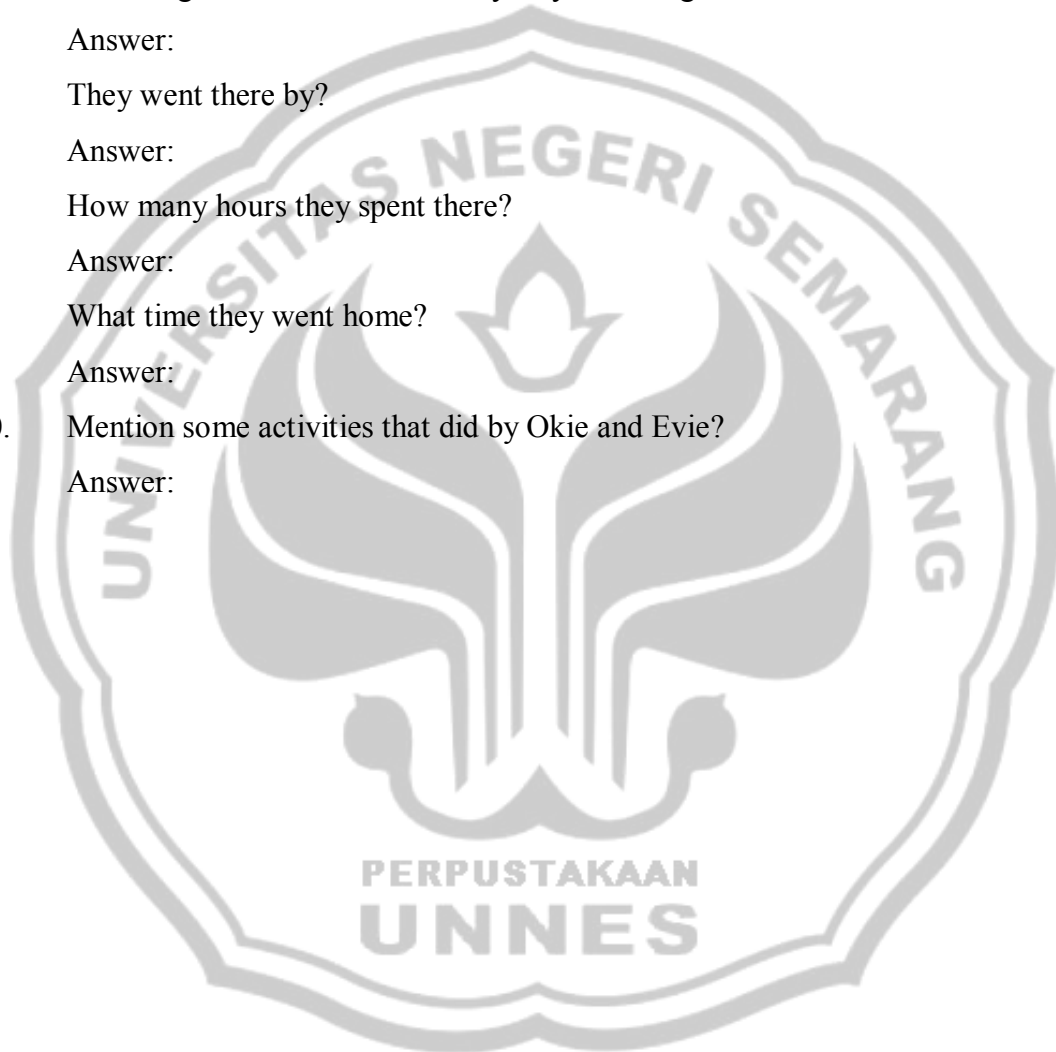 Answer:
They went there by?
Answer:
How many hours they spent there?
Answer:
What time they went home?
Answer:
Mention some activities that did by Okie and Evie?
Answer:
UNIVERSITAS NEGERI SEMARANG
PERPUSTAKAAN
UNNES